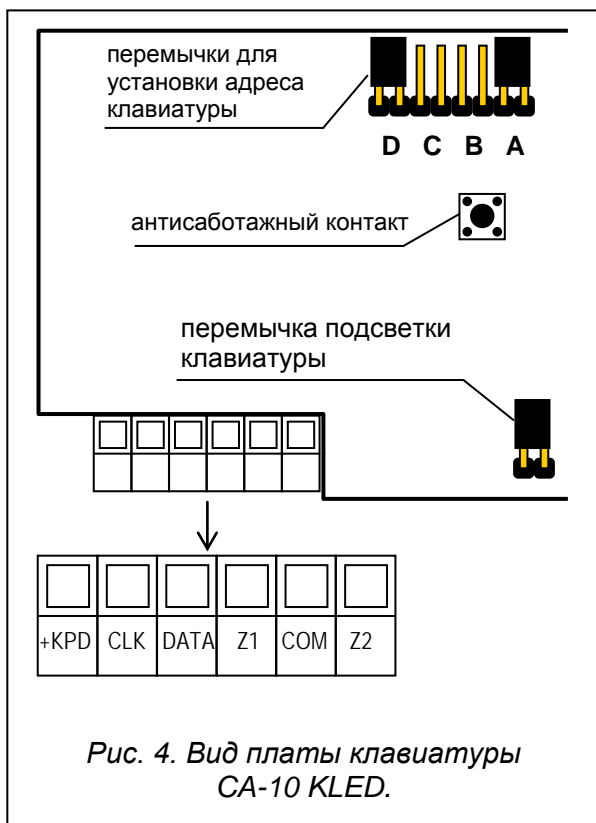 перемычки для
установки адреса
клавиатуры
D C B A
антисаботажный контакт
перемычка подсветки
клавиатуры
+KPD CLK DATA Z1 COM Z2
Рис. 4. Вид платы клавиатуры
CA-10 KLED.